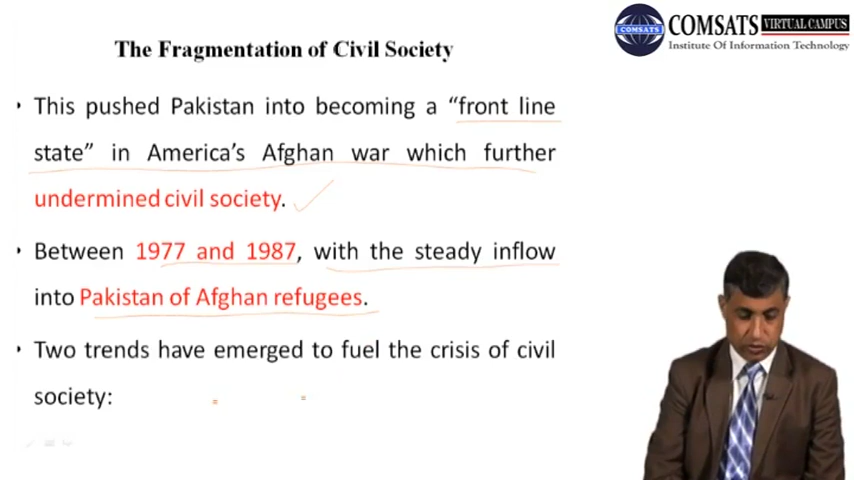 COMSATS
COMSATS VIRTUAL CAMPUS
Institute Of Information Technology
The Fragmentation of Civil Society
• This pushed Pakistan into becoming a “front line
state” in America’s Afghan war which further
undermined civil society.
• Between 1977 and 1987, with the steady inflow
into Pakistan of Afghan refugees.
• Two trends have emerged to fuel the crisis of civil
society: